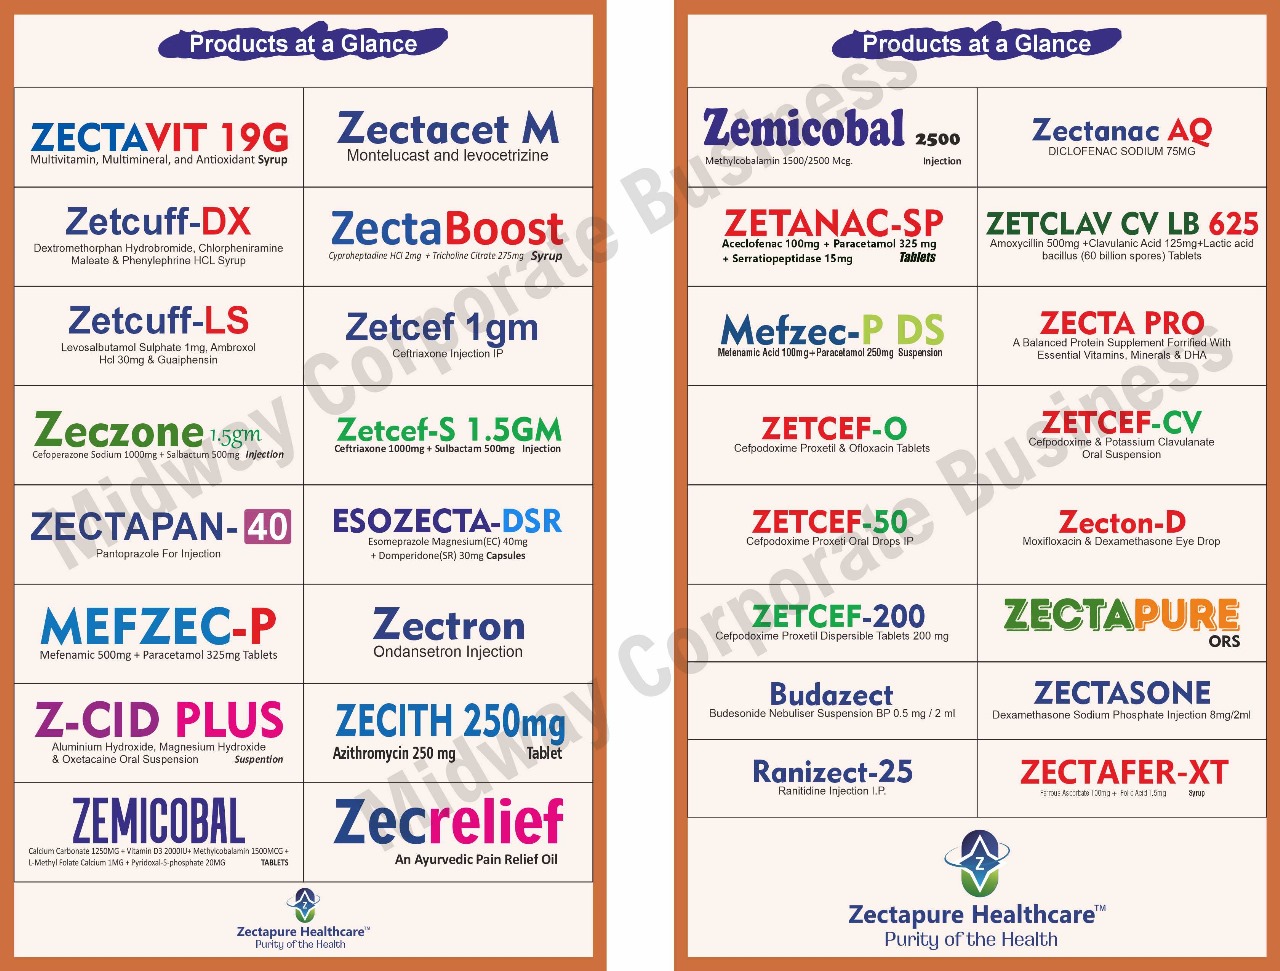 Products at a Glance
ZECTAVIT 19G
Multivitamin, Multimineral, and Antioxidant Syrup
Zectacet M
Montelucast and levocetrizine
Zetcuff-DX
Dextromethorphan Hydrobromide, Chlorpheniramine
Maleate & Phenylephrine HCL Syrup
ZectaBoost
Cyproheptadine HCl 2mg + Tricholine Citrate 275mg Syrup
Zetcuff-LS
Levosalbutamol Sulphate 1mg, Ambroxol
Hcl 30mg & Guaiphensin
Zetcef 1gm
Ceftriaxone Injection IP
Zeczone 1.5gm
Cefoperazone Sodium 1000mg + Salbactum 500mg Injection
Zetcef-S 1.5GM
Ceftriaxone 1000mg + Sulbactam 500mg Injection
ZECTAPAN-40
Pantoprazole For Injection
ESOZECTA-DSR
Esomeprazole Magnesium(EC) 40mg
+ Domperidone(SR) 30mg Capsules
MEFZEC-P
Mefenamic 500mg + Paracetamol 325mg Tablets
Zectron
Ondansetron Injection
Z-CID PLUS
Aluminium Hydroxide, Magnesium Hydroxide
& Oxetacaine Oral Suspension Suspention
ZECITH 250mg
Azithromycin 250 mg Tablet
ZEMICOBAL
Calcium Carbonate 1250MG + Vitamin D3 2000IU+ Methylcobalamin 1500MCG +
L-Methyl Folate Calcium 1MG + Pyridoxal-5-phosphate 20MG TABLETS
Zecrelief
An Ayurvedic Pain Relief Oil
Zectapure Healthcare™
Purity of the Health
Midway Corporate Business
Products at a Glance
Zemicobal 2500
Methylcobalamin 1500/2500 Mcg. Injection
Zectanac AQ
DICLOFENAC SODIUM 75MG
ZETANAC-SP
Aceclofenac 100mg + Paracetamol 325 mg
+ Serratiopeptidase 15mg Tablets
ZETCLAV CV LB 625
Amoxycillin 500mg +Clavulanic Acid 125mg+Lactic acid
bacillus (60 billion spores) Tablets
Mefzec-P DS
Mefenamic Acid 100mg+Paracetamol 250mg Suspension
ZECTA PRO
A Balanced Protein Supplement Forrified With
Essential Vitamins, Minerals & DHA
ZETCEF-O
Cefpodoxime Proxetil & Ofloxacin Tablets
ZETCEF-CV
Cefpodoxime & Potassium Clavulanate
Oral Suspension
ZETCEF-50
Cefpodoxime Proxeti Oral Drops IP
Zecton-D
Moxifloxacin & Dexamethasone Eye Drop
ZETCEF-200
Cefpodoxime Proxetil Dispersible Tablets 200 mg
ZECTAPURE
ORS
Budazect
Budesonide Nebuliser Suspension BP 0.5 mg / 2 ml
ZECTASONE
Dexamethasone Sodium Phosphate Injection 8mg/2ml
Ranizect-25
Ranitidine Injection I.P.
ZECTAFER-XT
Ferrous Ascorbate 100mg + Folic Acid 1.5mg Syrup
Z
Zectapure Healthcare™
Purity of the Health
Midway Corporate Business